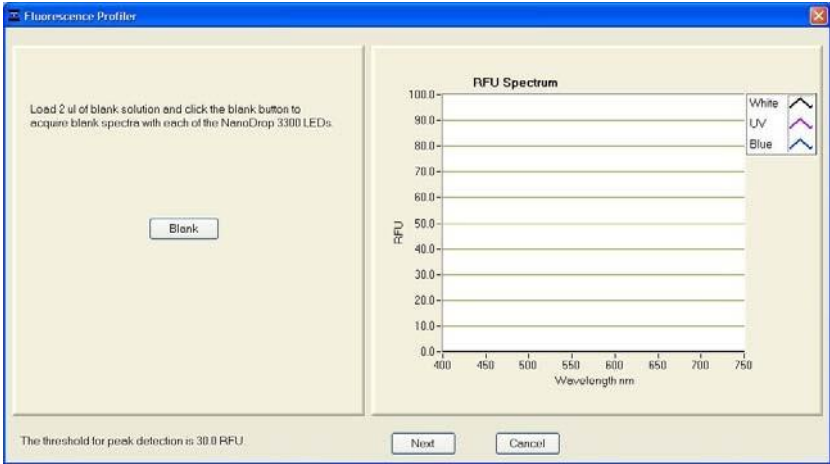 Fluorescence Profiler
Load 2 ul of blank solution and click the blank button to
acquire blank spectra with each of the NanoDrop 3300 LEDs.
Blank
RFU Spectrum
White
UV
Blue
100.0
90.0
80.0
70.0
60.0
50.0
40.0
30.0
20.0
10.0
0.0
RFU
400 450 500 550 600 650 700 750
Wavelength nm
The threshold for peak detection is 30.0 RFU
Next
Cancel